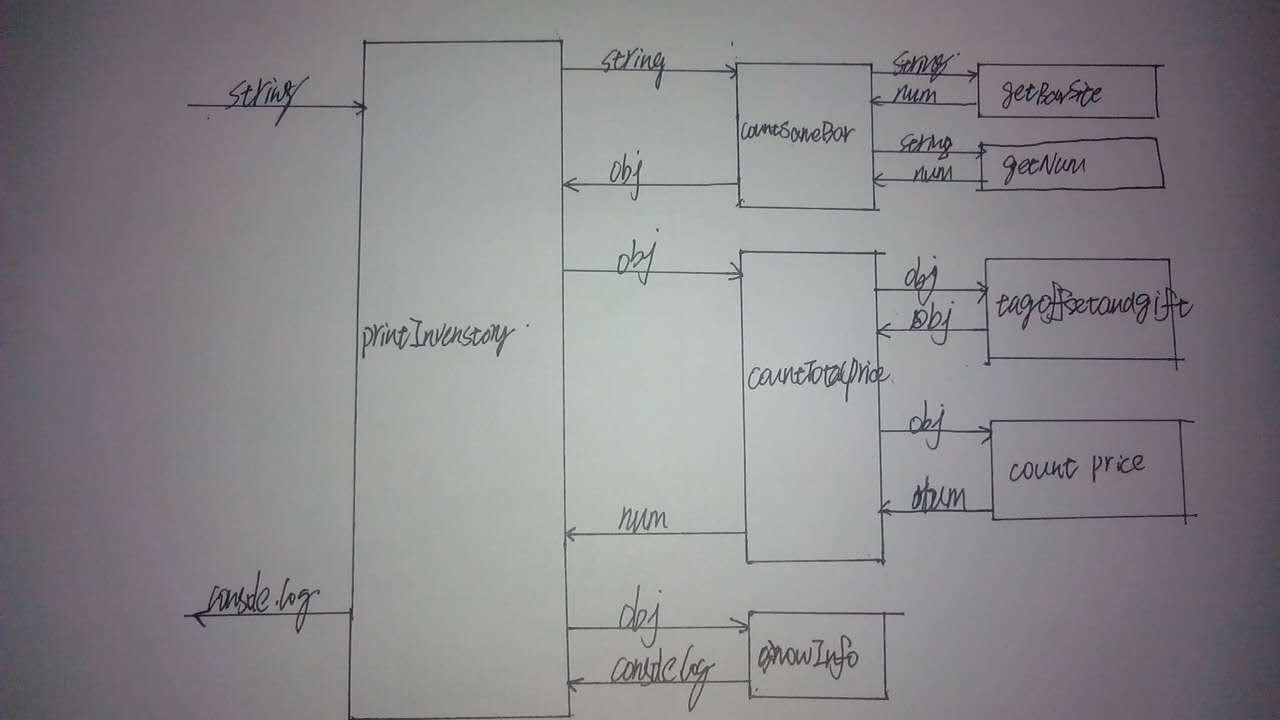 string
string
string
num
getBarSite
countSameBar
string
num
getNum
obj
obj
obj
obj
tagoffsetandgift
printInvenstory
countTotalprice
obj
count price
num
num
console.log
obj
console.log
showInfo